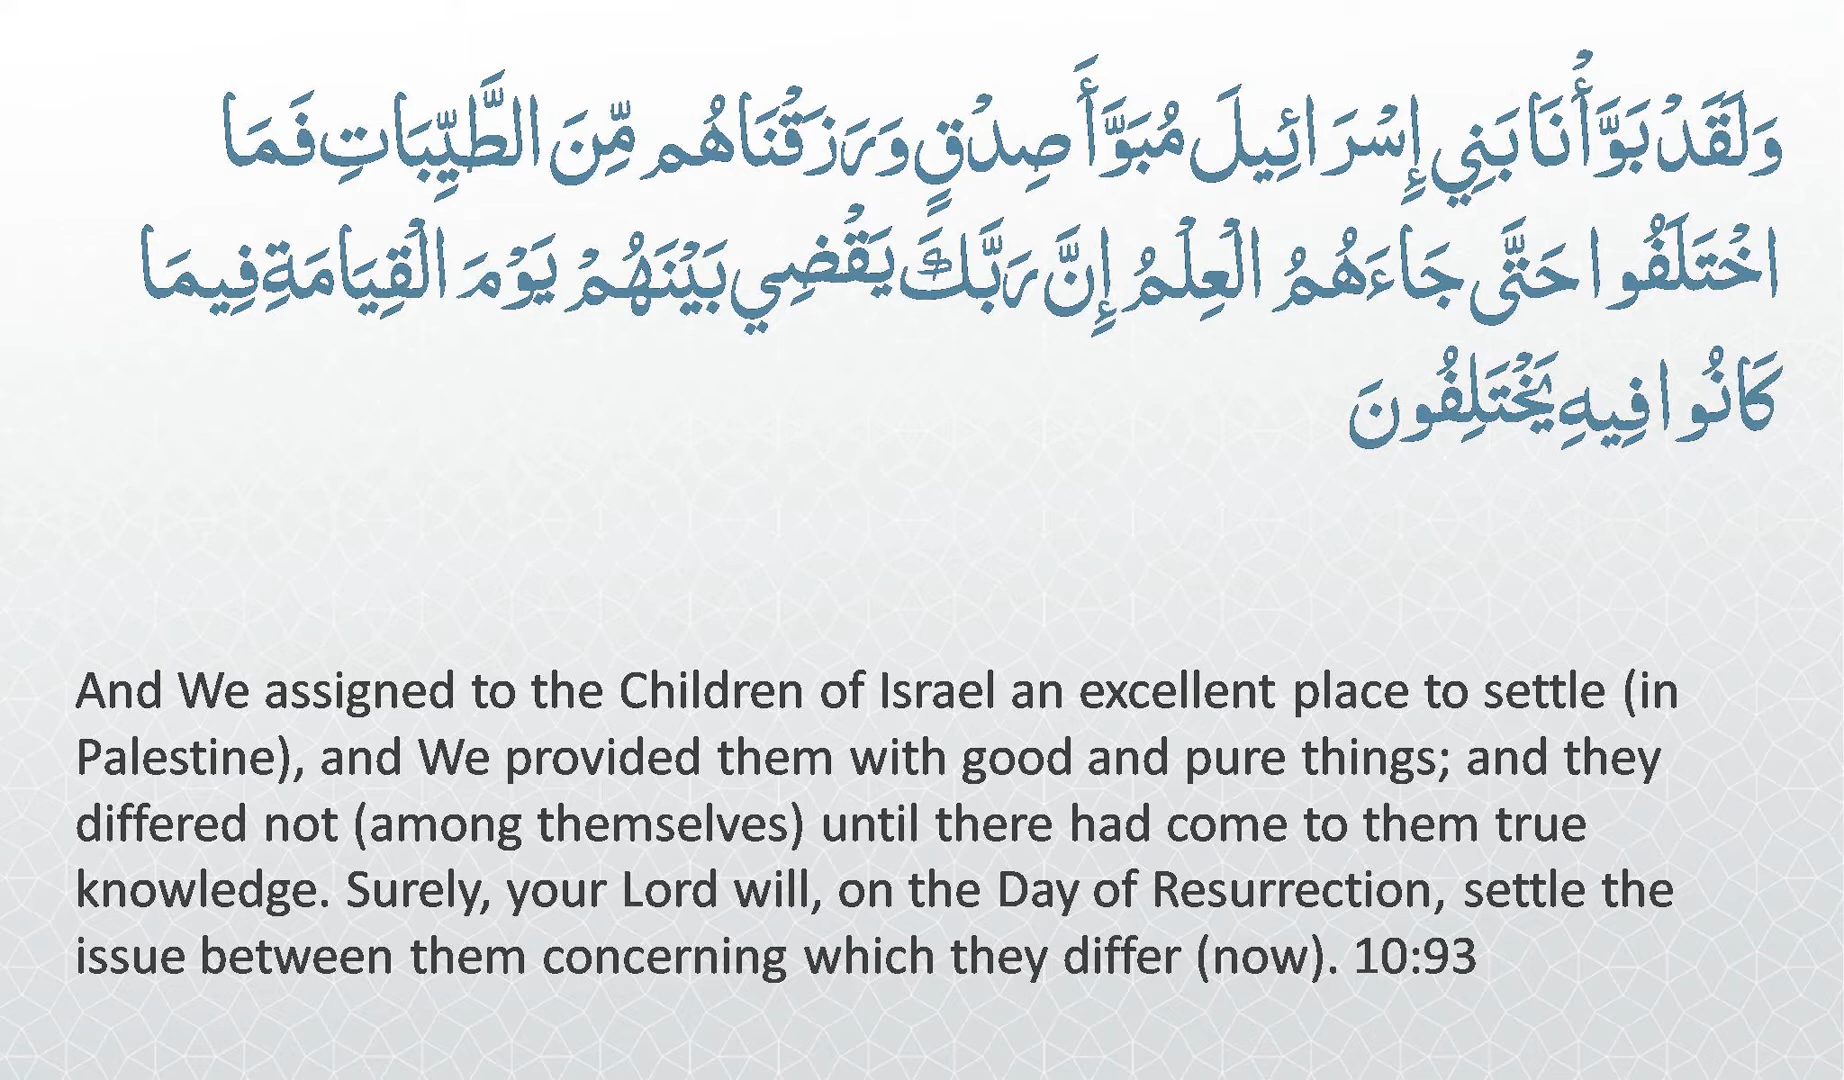 وَلَقَدْ بَوَّأْنَا بَنِي إِسْرَائِيلَ مُبَوَّأَ صِدْقٍ وَرَزَقْنَاهُم مِّنَ الطَّيِّبَاتِ فَمَا
اخْتَلَفُوا حَتَّى جَاءَهُمُ الْعِلْمُ إِنَّ رَبَّكَ يَقْضِي بَيْنَهُمْ يَوْمَ الْقِيَامَةِ فِيمَا
كَانُوا فِيهِ يَخْتَلِفُونَ
And We assigned to the Children of Israel an excellent place to settle (in
Palestine), and We provided them with good and pure things; and they
differed not (among themselves) until there had come to them true
knowledge. Surely, your Lord will, on the Day of Resurrection, settle the
issue between them concerning which they differ (now). 10:93